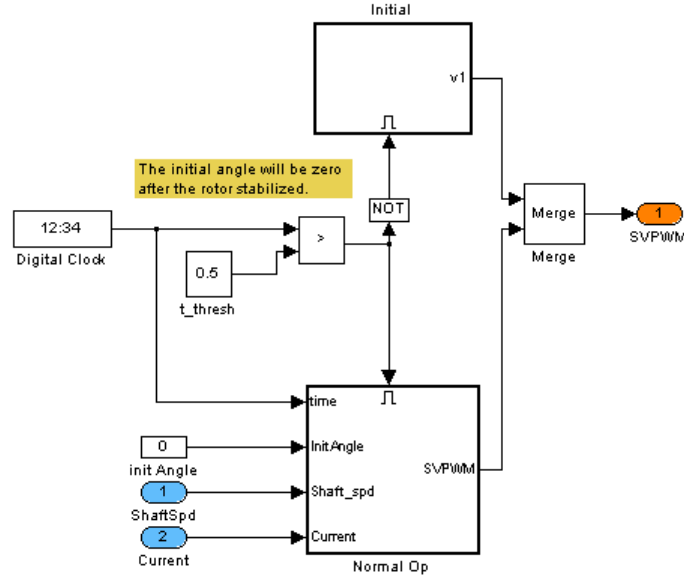 Initial
v1
The initial angle will be zero
after the rotor stabilized.
NOT
12:34
Digital Clock
>
0.5
t_thresh
Merge
Merge
1
SVPWM
time
0
init Angle
InitAngle
SVPWM
1
ShaftSpd
Shaft_spd
2
Current
Current
Normal Op